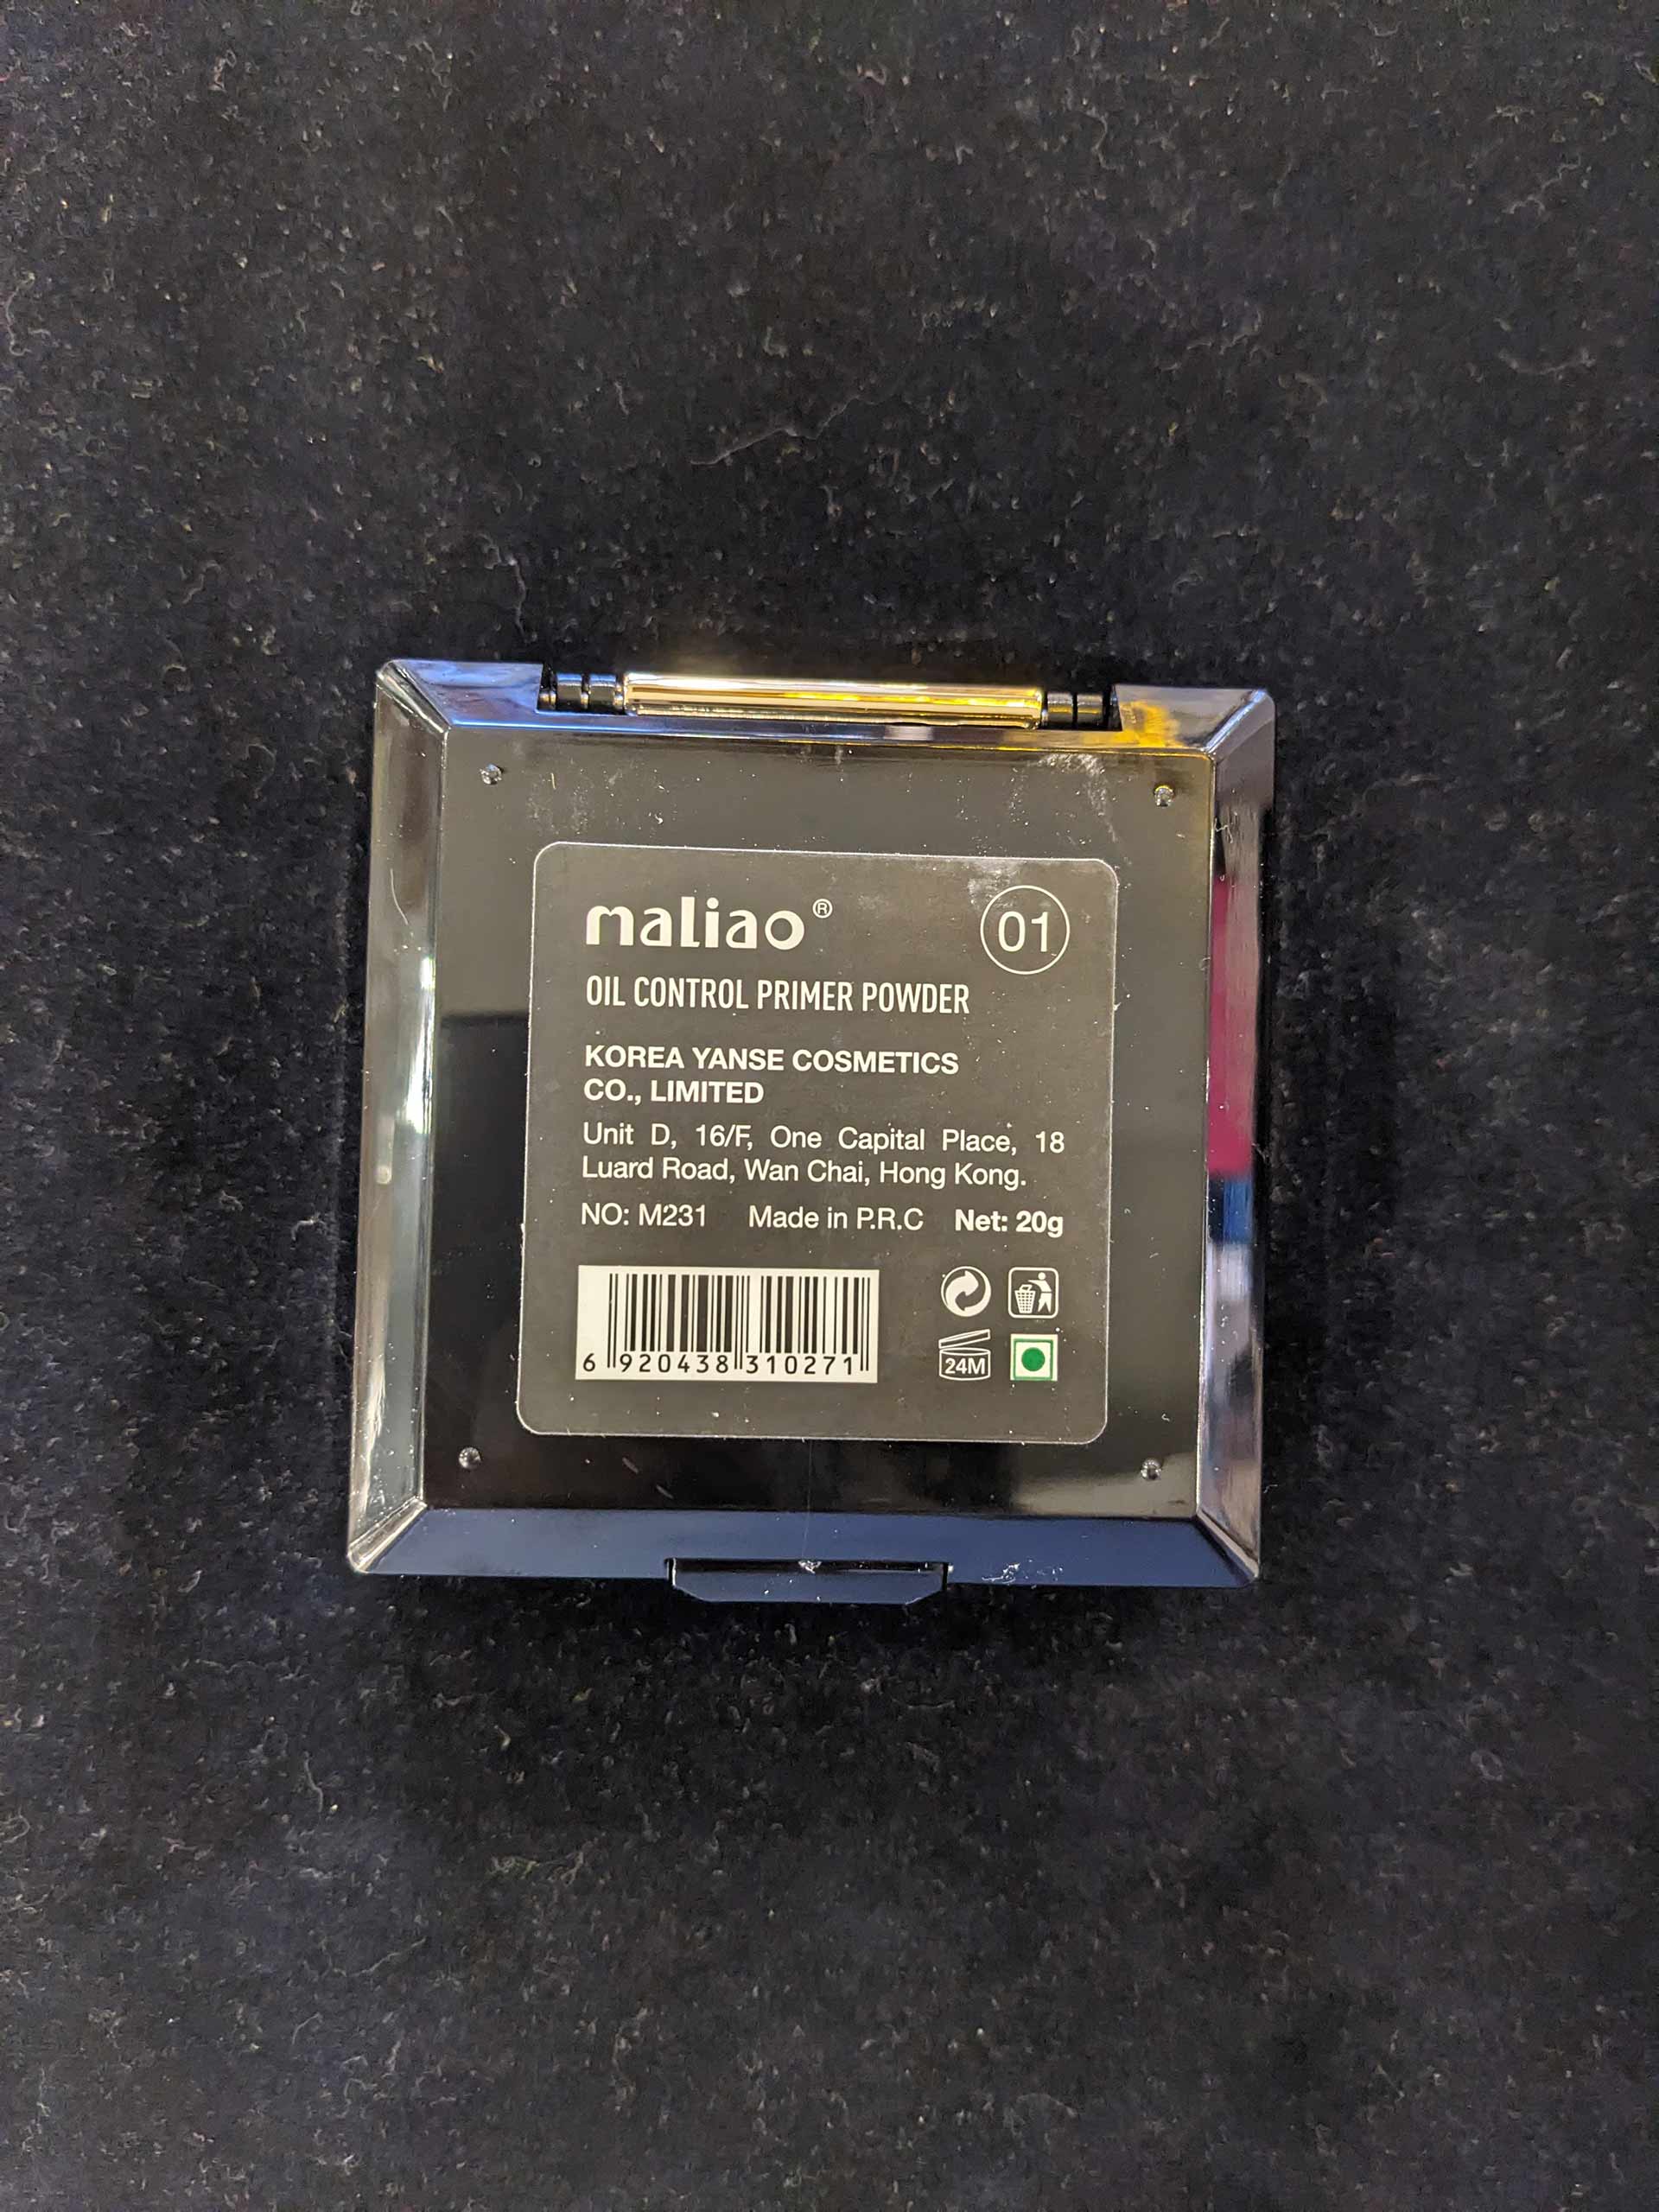 maliao®
01
OIL CONTROL PRIMER POWDER
KOREA YANSE COSMETICS
CO., LIMITED
Unit D, 16/F, One Capital Place, 18
Luard Road, Wan Chai, Hong Kong.
NO: M231 Made in P.R.C Net: 20g
6 920438 310271
24M